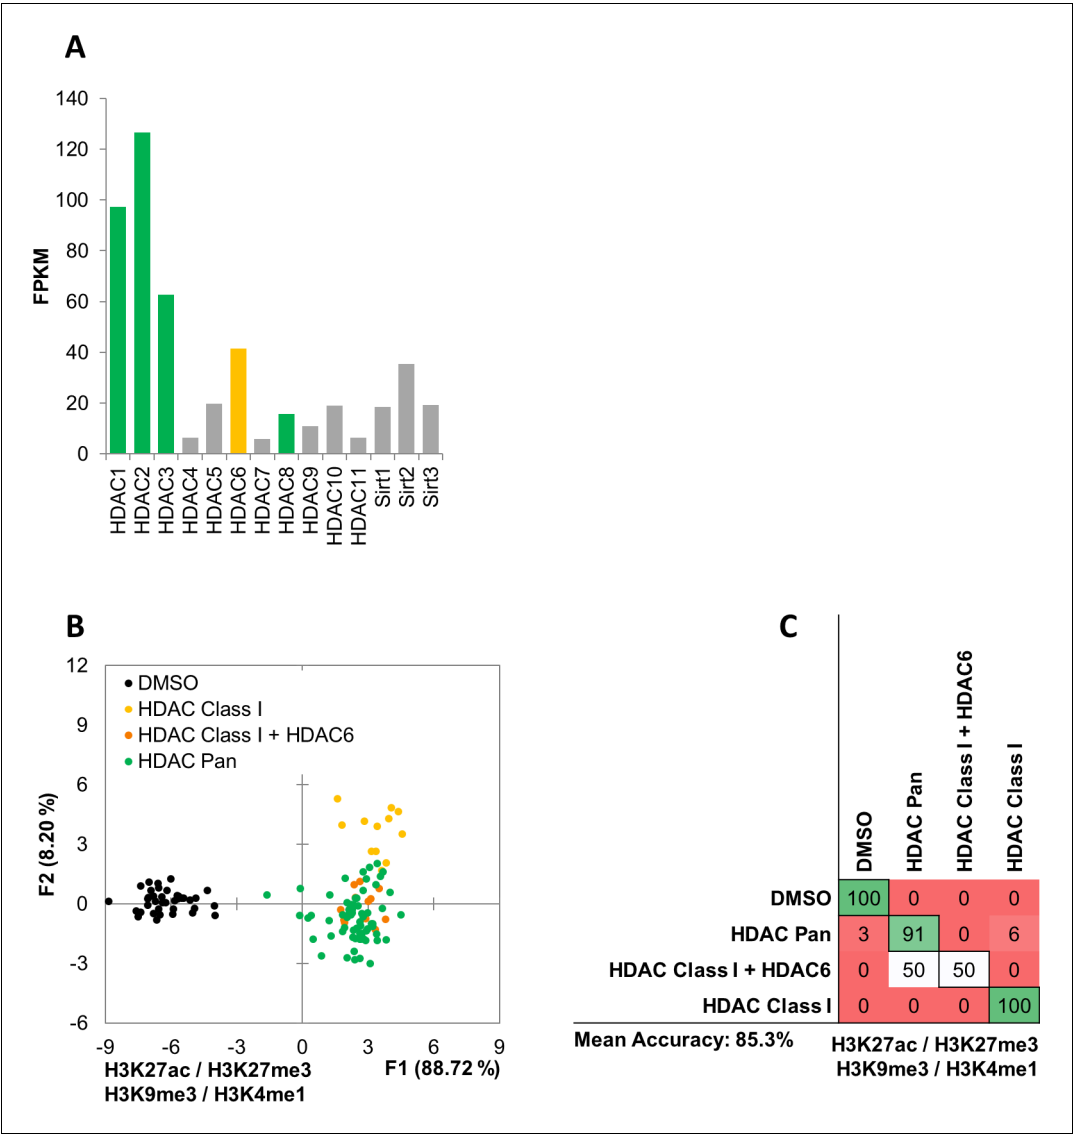 A
140
120
100
80
60
40
20
0
FPKM
HDAC1
HDAC2
HDAC3
HDAC4
HDAC5
HDAC6
HDAC7
HDAC8
HDAC9
HDAC10
HDAC11
Sirt1
Sirt2
Sirt3
B
12
9
6
3
0
-3
-6
F2 (8.20 %)
DMSO
HDAC Class I
HDAC Class I + HDAC6
HDAC Pan
-9 -6 -3 0 3 6 9
H3K27ac / H3K27me3
H3K9me3 / H3K4me1
F1 (88.72 %)
C
DMSO
HDAC Pan
HDAC Class I + HDAC6
HDAC Class I
DMSO 100 0 0 0
HDAC Pan 3 91 0 6
HDAC Class I + HDAC6 0 50 50 0
HDAC Class I 0 0 0 100
Mean Accuracy: 85.3%
H3K27ac / H3K27me3
H3K9me3 / H3K4me1